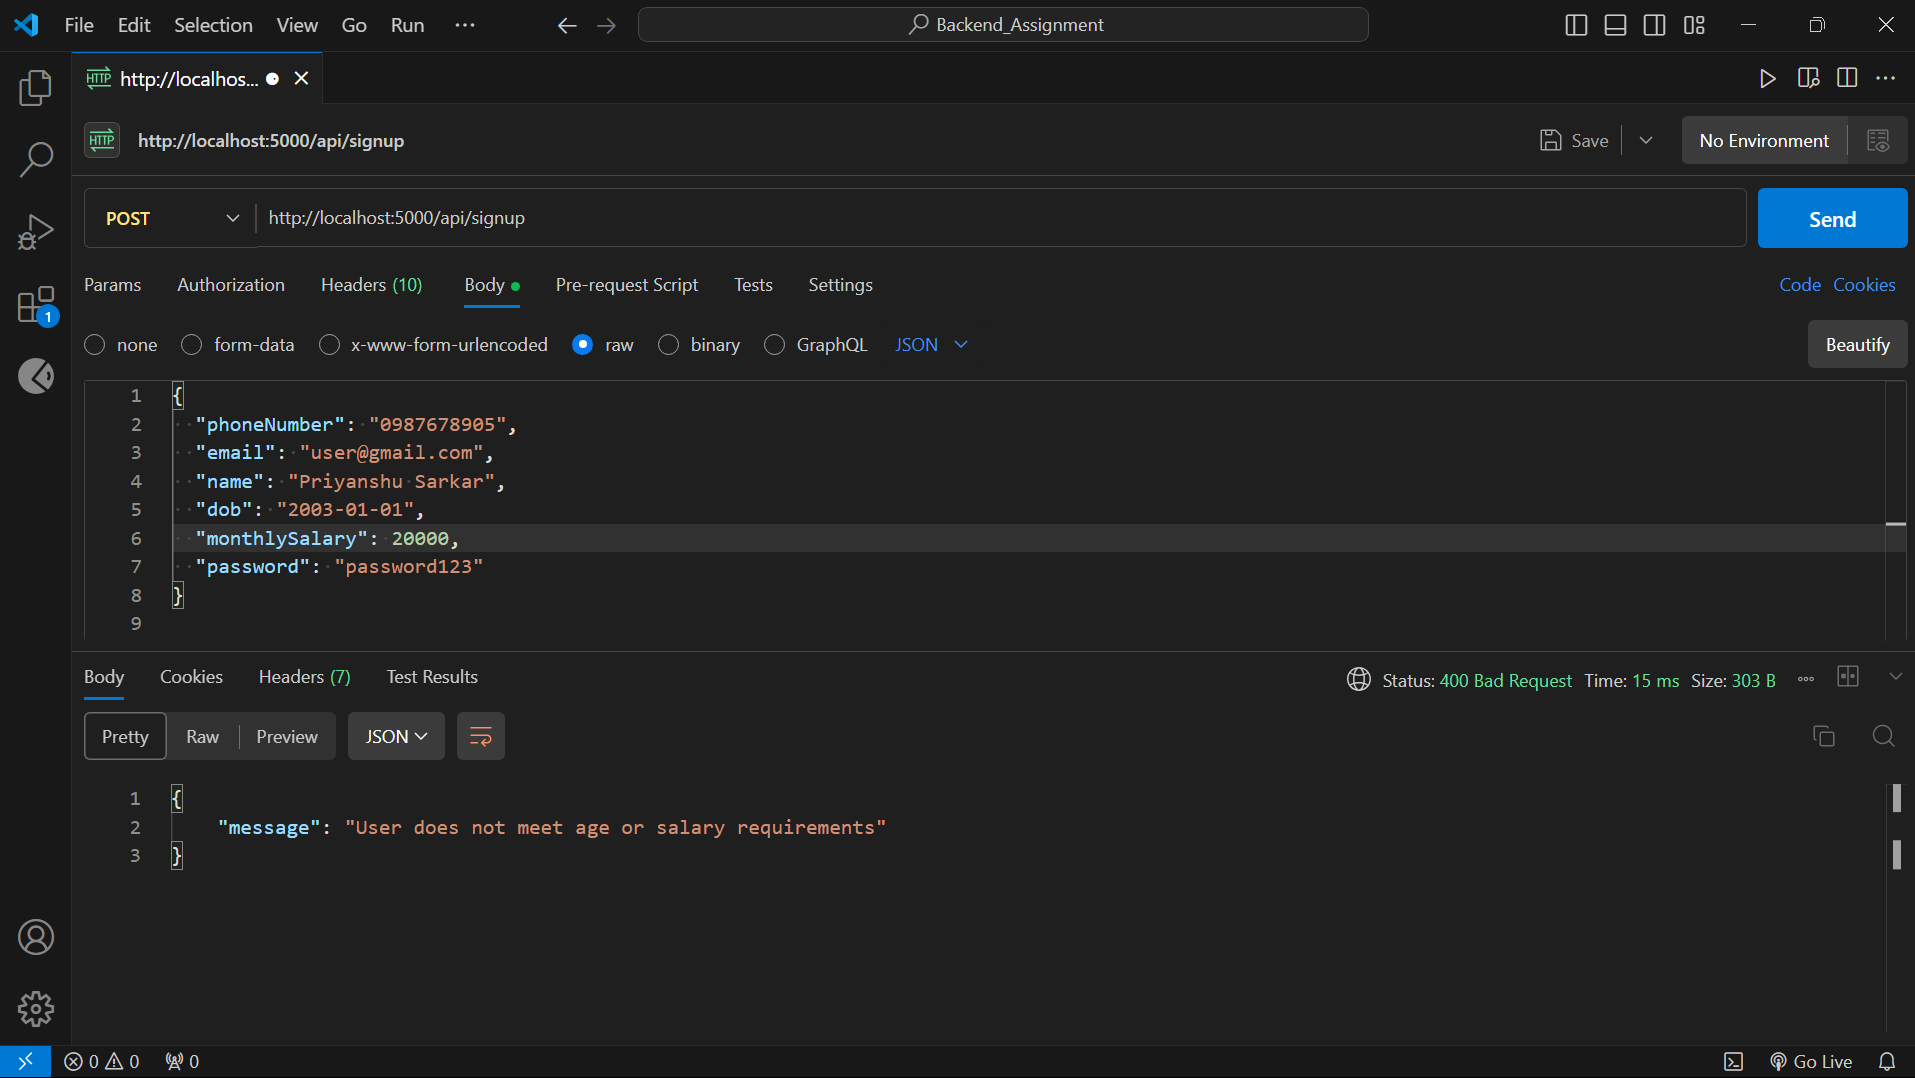 File Edit Selection View Go Run ··· Backend_Assignment
HTTP http://localhos...
HTTP http://localhost:5000/api/signup Save No Environment
POST http://localhost:5000/api/signup Send
Params Authorization Headers (10) Body Pre-request Script Tests Settings Code Cookies
none form-data x-www-form-urlencoded raw binary GraphQL JSON Beautify
1 {
2 "phoneNumber": "0987678905",
3 "email": "user@gmail.com",
4 "name": "Priyanshu Sarkar",
5 "dob": "2003-01-01",
6 "monthlySalary": 20000,
7 "password": "password123"
8 }
9
1
Body Cookies Headers (7) Test Results Status: 400 Bad Request Time: 15 ms Size: 303 B
Pretty Raw Preview JSON
1 {
2 "message": "User does not meet age or salary requirements"
3 }
0 0 0 Go Live